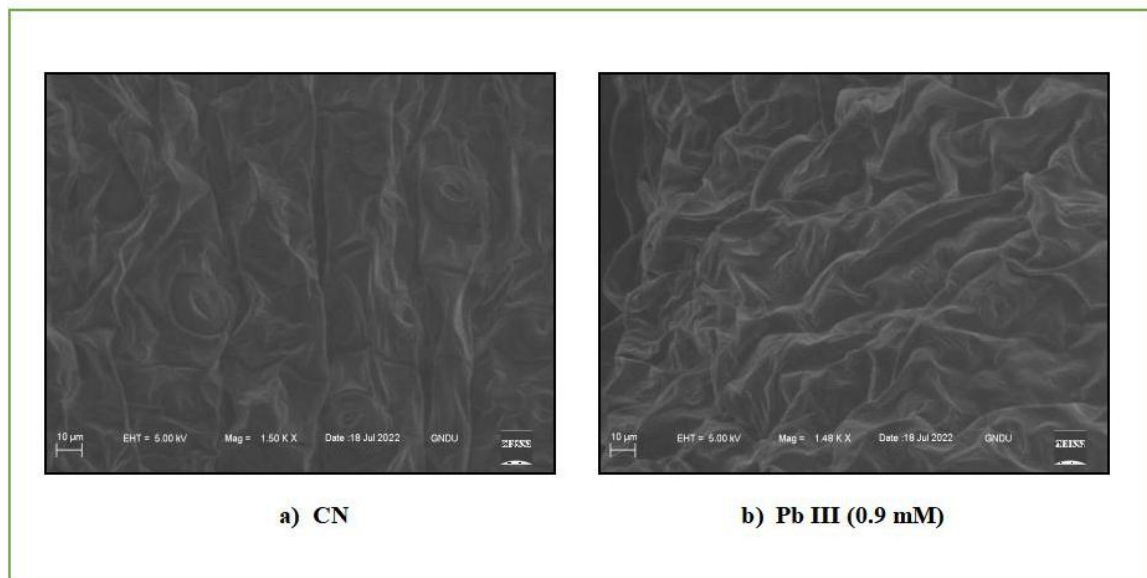 10 µm EHT = 5.00 kV Mag = 1.50 K X Date :18 Jul 2022 GNDU ZEISS
10 µm EHT = 5.00 kV Mag = 1.48 K X Date :18 Jul 2022 GNDU ZEISS
a) CN
b) Pb III (0.9 mM)